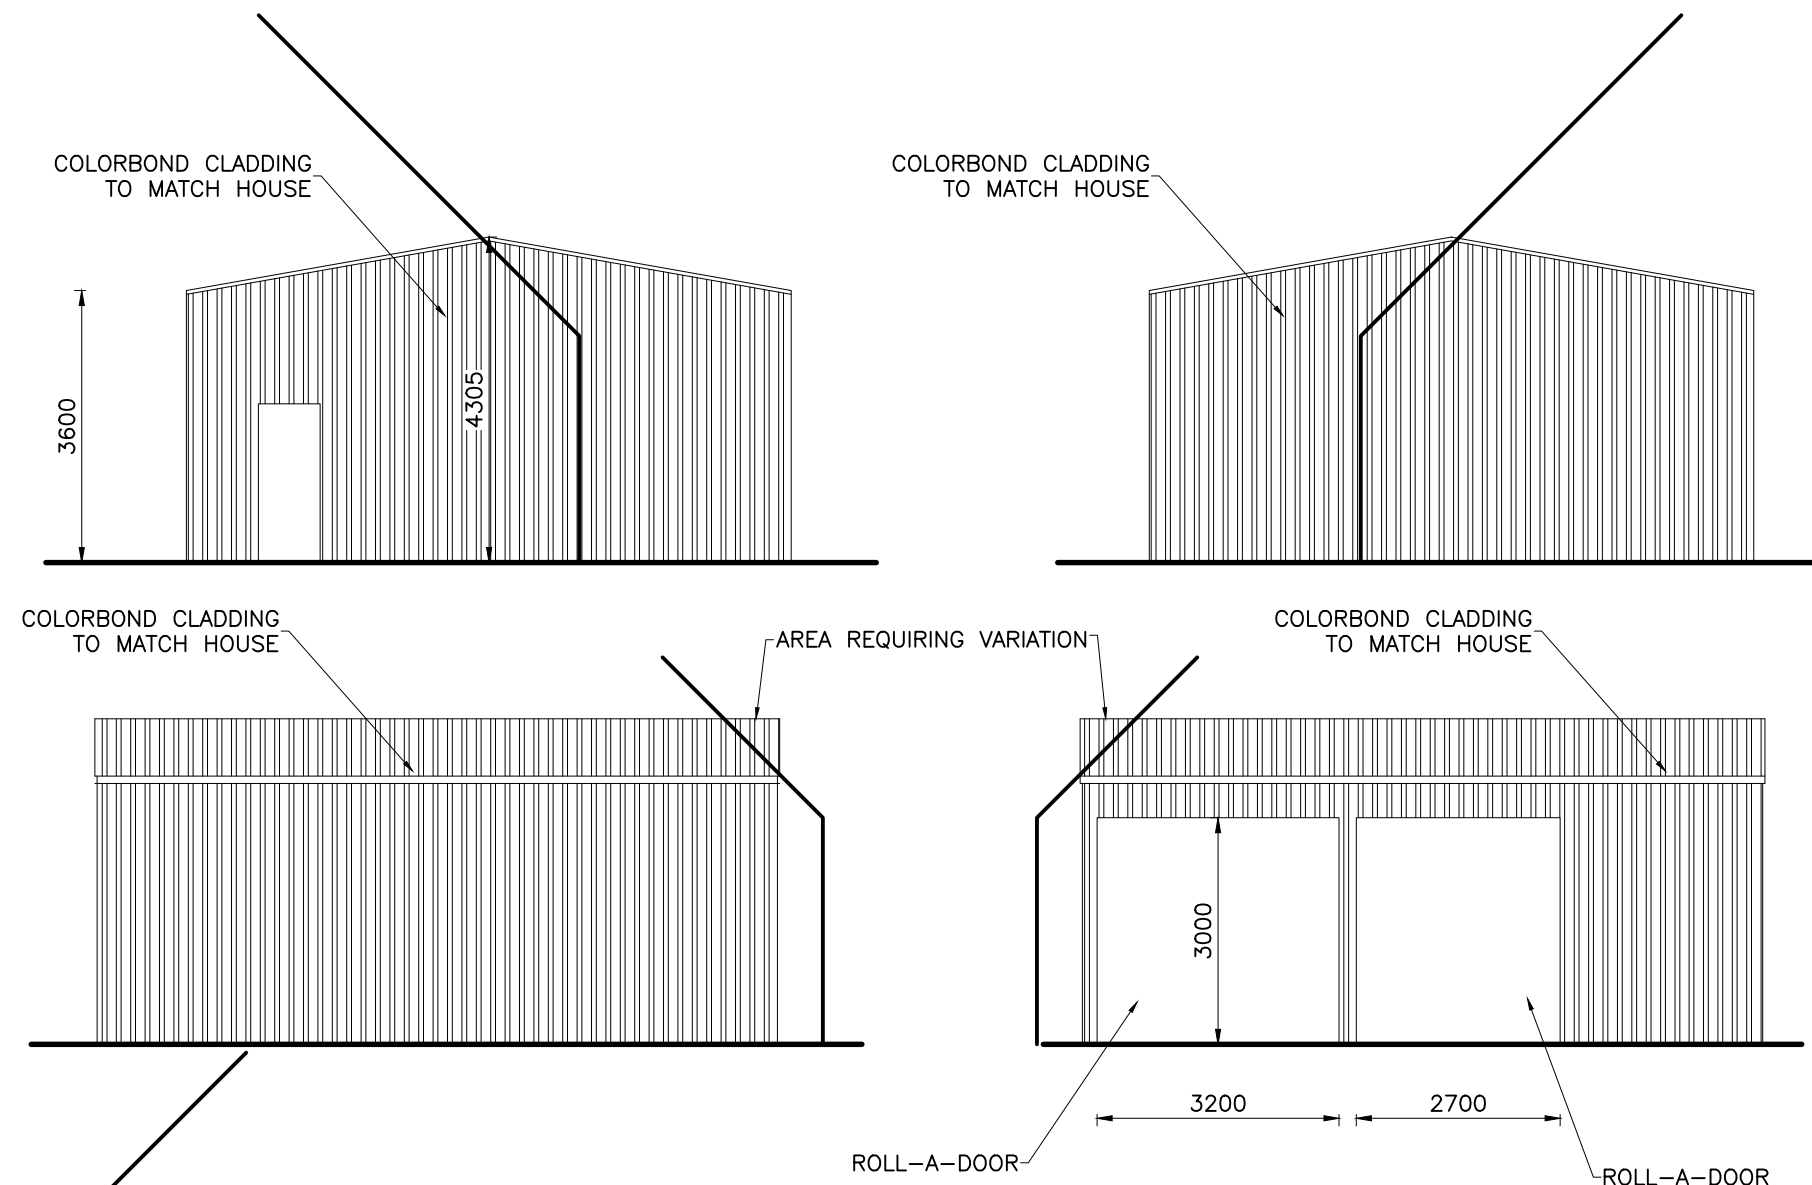 COLORBOND CLADDING
TO MATCH HOUSE
COLORBOND CLADDING
TO MATCH HOUSE
3600
4305
COLORBOND CLADDING
TO MATCH HOUSE
AREA REQUIRING VARIATION
COLORBOND CLADDING
TO MATCH HOUSE
3000
3200
2700
ROLL-A-DOOR
ROLL-A-DOOR